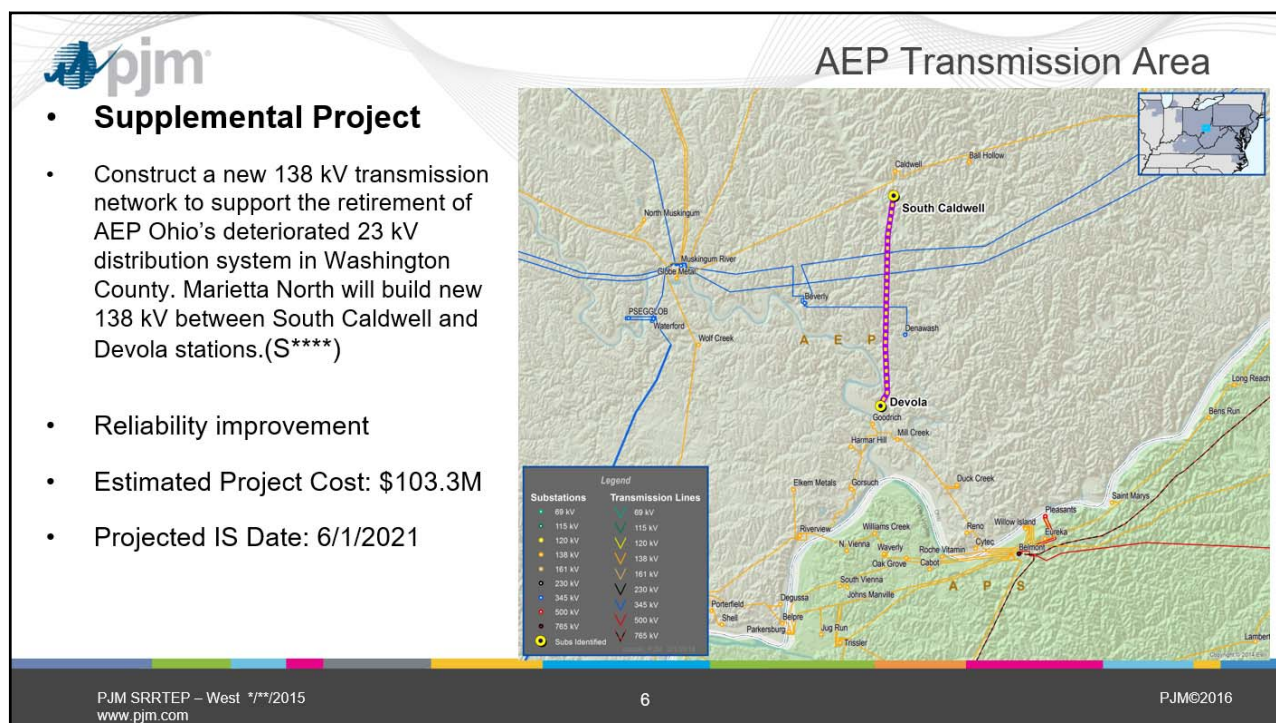 pjm
AEP Transmission Area
• Supplemental Project
• Construct a new 138 kV transmission
network to support the retirement of
AEP Ohio’s deteriorated 23 kV
distribution system in Washington
County. Marietta North will build new
138 kV between South Caldwell and
Devola stations.(S****)
• Reliability improvement
• Estimated Project Cost: $103.3M
• Projected IS Date: 6/1/2021
Caldwell
Ball Hollow
South Caldwell
North Muskingum
Muskingum River
Globe Metal
Beverly
PSEGGLOB
Waterford
Wolf Creek
A E P
Denawash
Devola
Goodrich
Long Reach
Bens Run
Harmar Hill
Mill Creek
Elkem Metals
Gorsuch
Duck Creek
Saint Marys
Pleasants
Riverview
Williams Creek
Reno
Willow Island
Eureka
N. Vienna
Waverly
Roche Vitamin
Cytec
Belmont
Oak Grove
Cabot
South Vienna
Johns Manville
A P S
Porterfield
Degussa
Shell
Belpre
Parkersburg
Jug Run
Trissler
Lambert
Legend
Substations Transmission Lines
69 kV 69 kV
115 kV 115 kV
120 kV 120 kV
138 kV 138 kV
161 kV 161 kV
230 kV 230 kV
345 kV 345 kV
500 kV 500 kV
765 kV 765 kV
Subs Identified
PJM SRRTEP – West */**/2015
www.pjm.com
6
PJM©2016